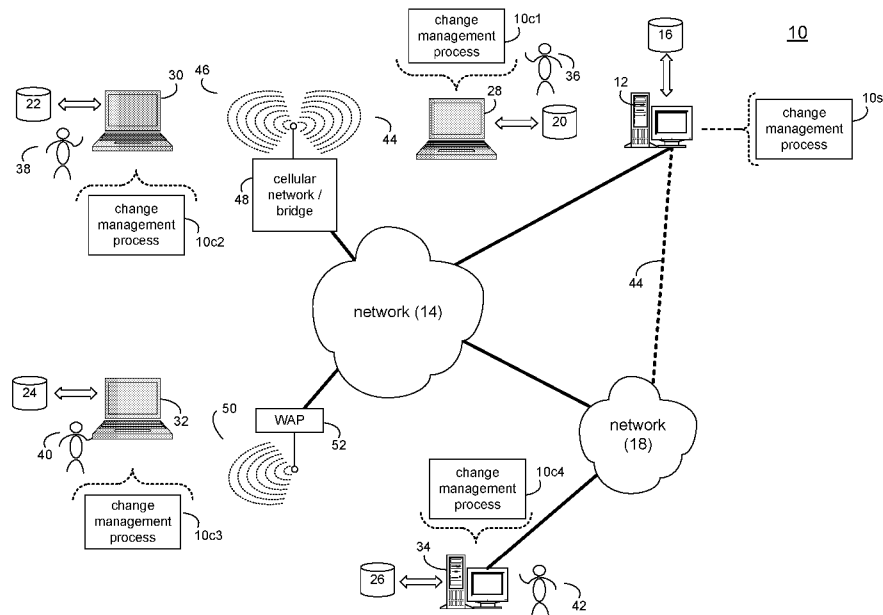 change
management
process
10c1
36
16
10
12
change
management
process
10s
22
30
46
28
20
44
38
48
cellular
network /
bridge
change
management
process
10c2
44
network (14)
24
32
50
WAP
52
40
network
(18)
change
management
process
10c3
change
management
process
10c4
34
26
42